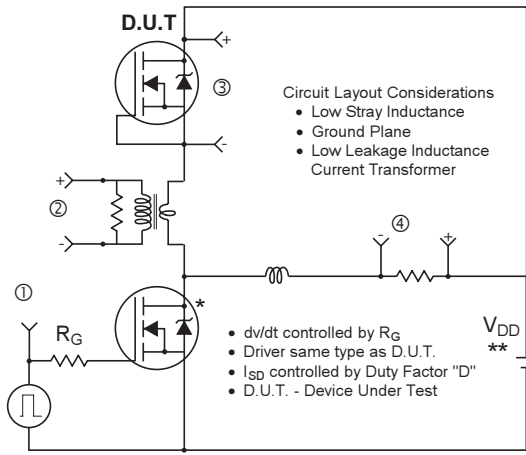 D.U.T
+
③
-
Circuit Layout Considerations
• Low Stray Inductance
• Ground Plane
• Low Leakage Inductance
Current Transformer
+
②
-
④
- +
①
RG
*
• dv/dt controlled by RG
• Driver same type as D.U.T.
• ISD controlled by Duty Factor "D"
• D.U.T. - Device Under Test
VDD
**